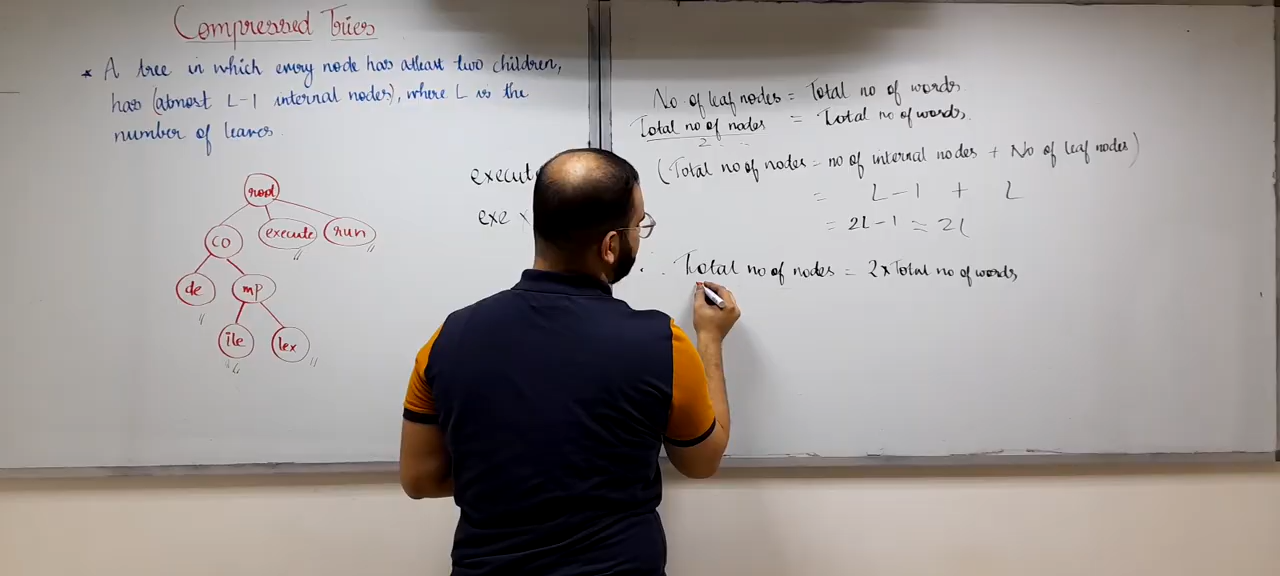 Compressed Tries
* A tree in which every node has atleast two children,
has (atmost L-1 internal nodes), where L is the
number of leaves.
root
co execute run
de mp
ile lex
execut
exe x
No. of leaf nodes = Total no of words
Total no of nodes / 2 = Total no of words.
(Total no of nodes = no of internal nodes + No of leaf nodes)
= L-1 + L
= 2L-1 = 2L
∴ Total no of nodes = 2×Total no of words